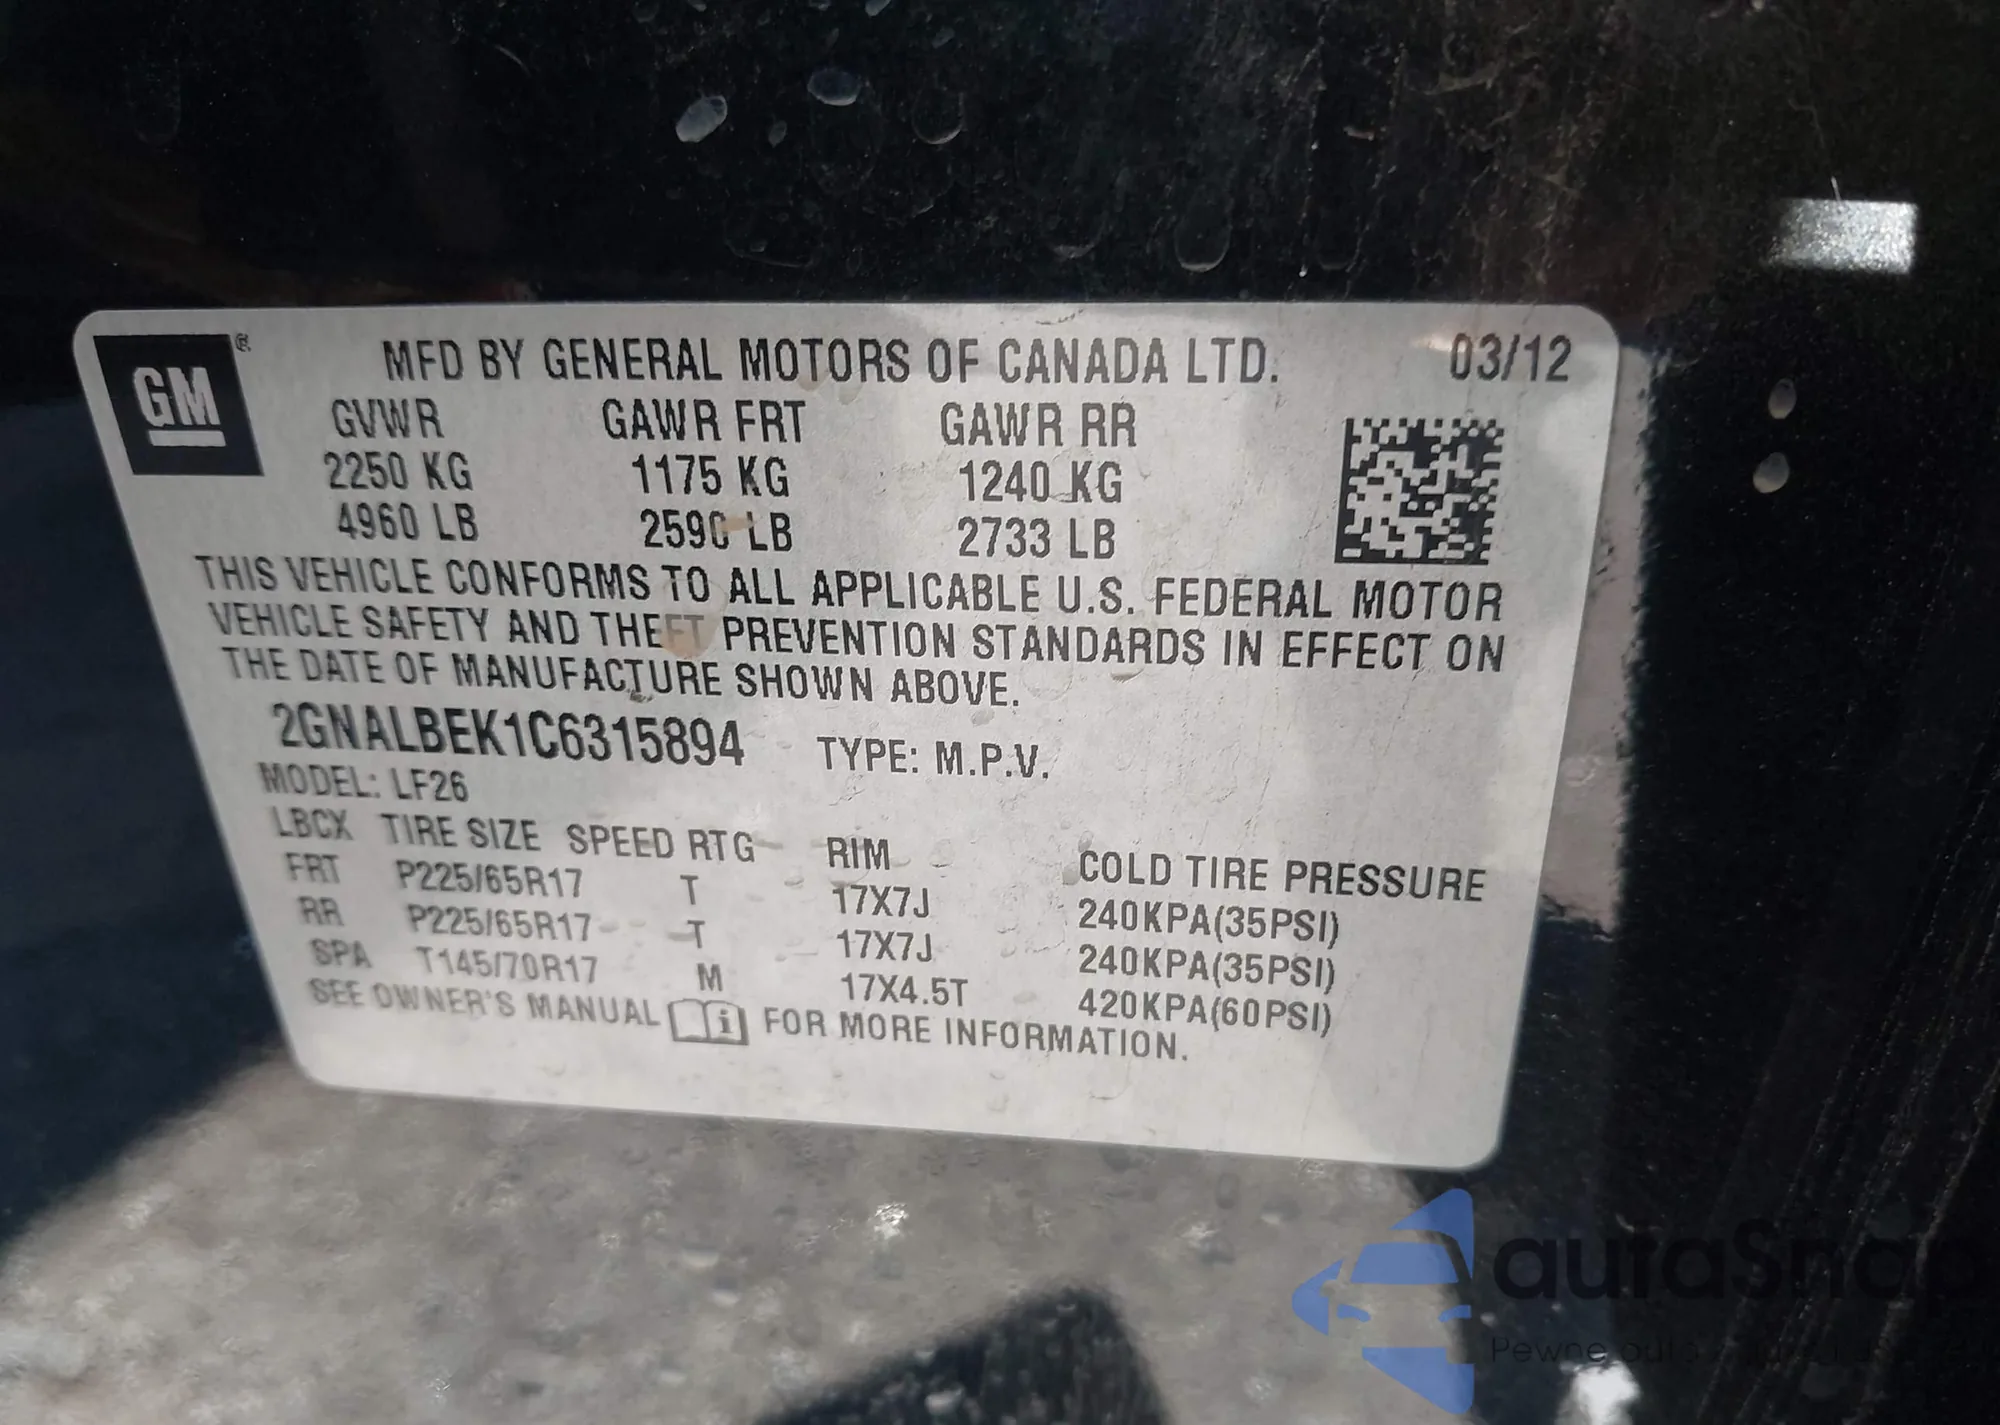 GM
MFD BY GENERAL MOTORS OF CANADA LTD. 03/12
GVWR GAWR FRT GAWR RR
2250 KG 1175 KG 1240 KG
4960 LB 2590 LB 2733 LB
THIS VEHICLE CONFORMS TO ALL APPLICABLE U.S. FEDERAL MOTOR
VEHICLE SAFETY AND THEFT PREVENTION STANDARDS IN EFFECT ON
THE DATE OF MANUFACTURE SHOWN ABOVE.
2GNALBEK1C6315894 TYPE: M.P.V.
MODEL: LF26
LBCX TIRE SIZE SPEED RTG RIM COLD TIRE PRESSURE
FRT P225/65R17 T 17X7J 240KPA(35PSI)
RR P225/65R17 T 17X7J 240KPA(35PSI)
SPA T145/70R17 M 17X4.5T 420KPA(60PSI)
SEE OWNER'S MANUAL i FOR MORE INFORMATION.
autaSnap
Pewne auta